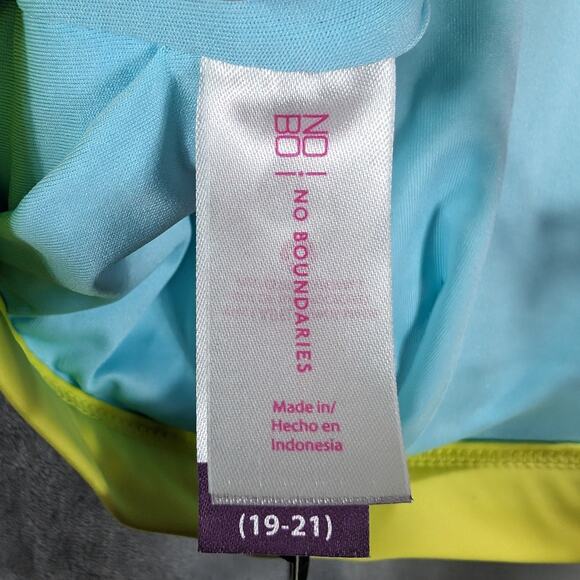 NO!
BO!
NO BOUNDARIES
Made in/
Hecho en
Indonesia
(19-21)